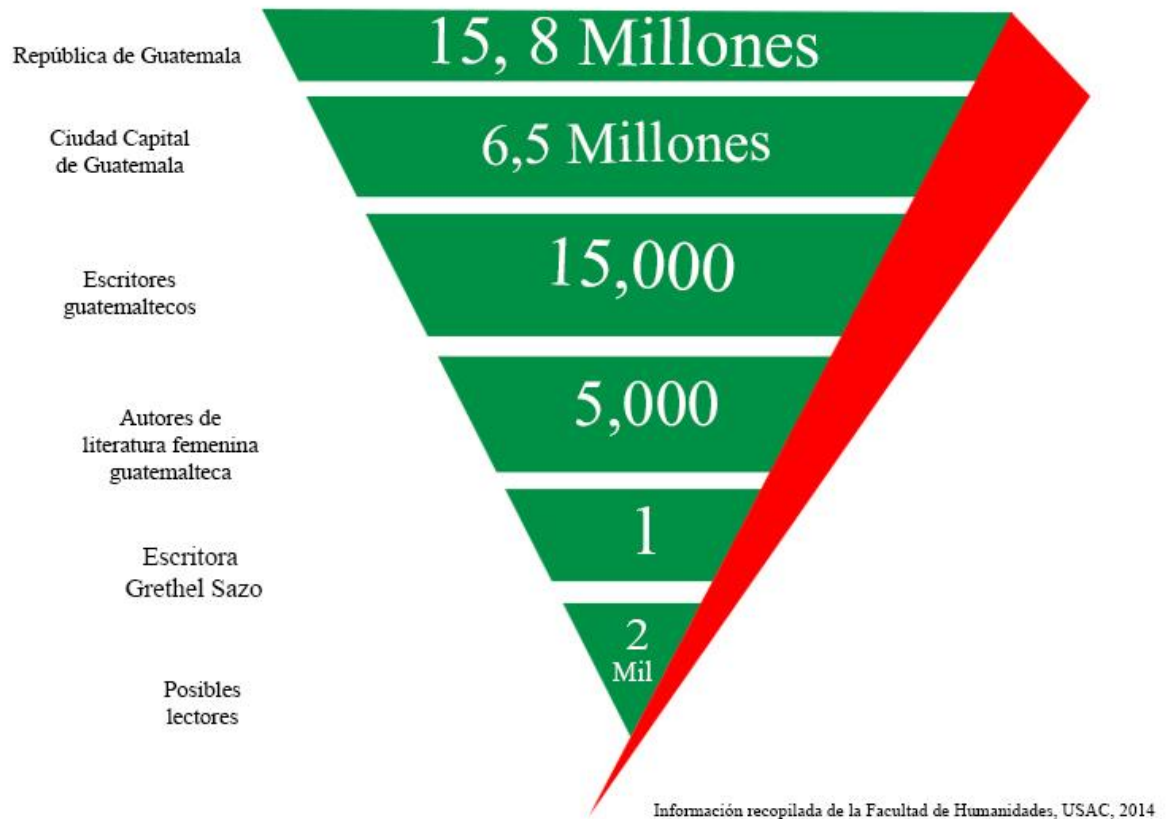 República de Guatemala
15, 8 Millones
Ciudad Capital
de Guatemala
6,5 Millones
Escritores
guatemaltecos
15,000
Autores de
literatura femenina
guatemalteca
5,000
Escritora
Grethel Sazo
1
Posibles
lectores
2
Mil
Información recopilada de la Facultad de Humanidades, USAC, 2014